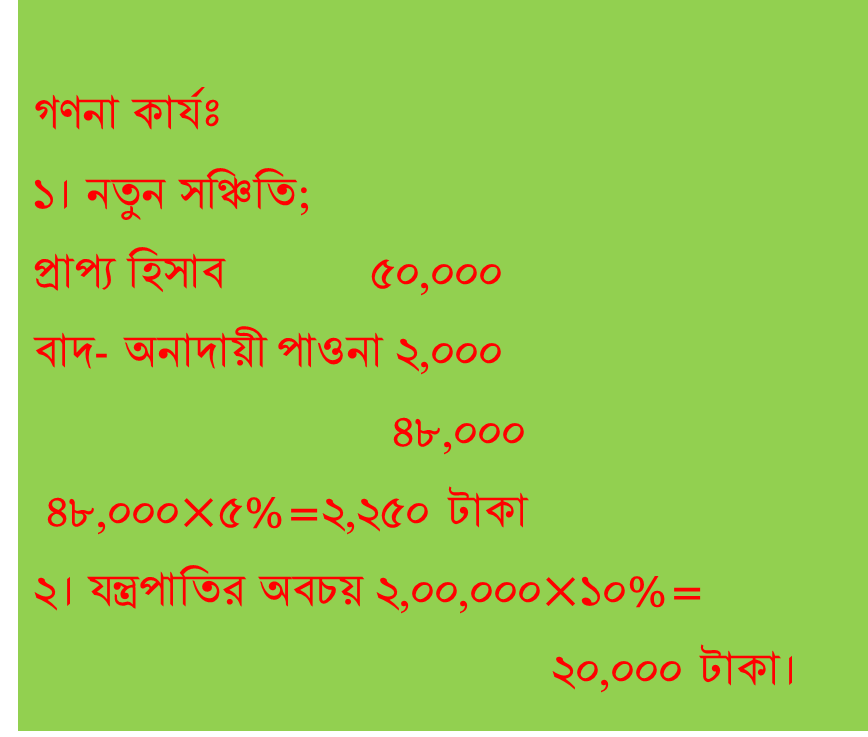 গণনা কার্যঃ
১। নতুন সঞ্চিতি;
প্রাপ্য হিসাব ৫০,০০০
বাদ- অনাদায়ী পাওনা ২,০০০
৪৮,০০০
৪৮,০০০×৫%=২,২৫০ টাকা
২। যন্ত্রপাতির অবচয় ২,০০,০০০×১০%=
২০,০০০ টাকা।